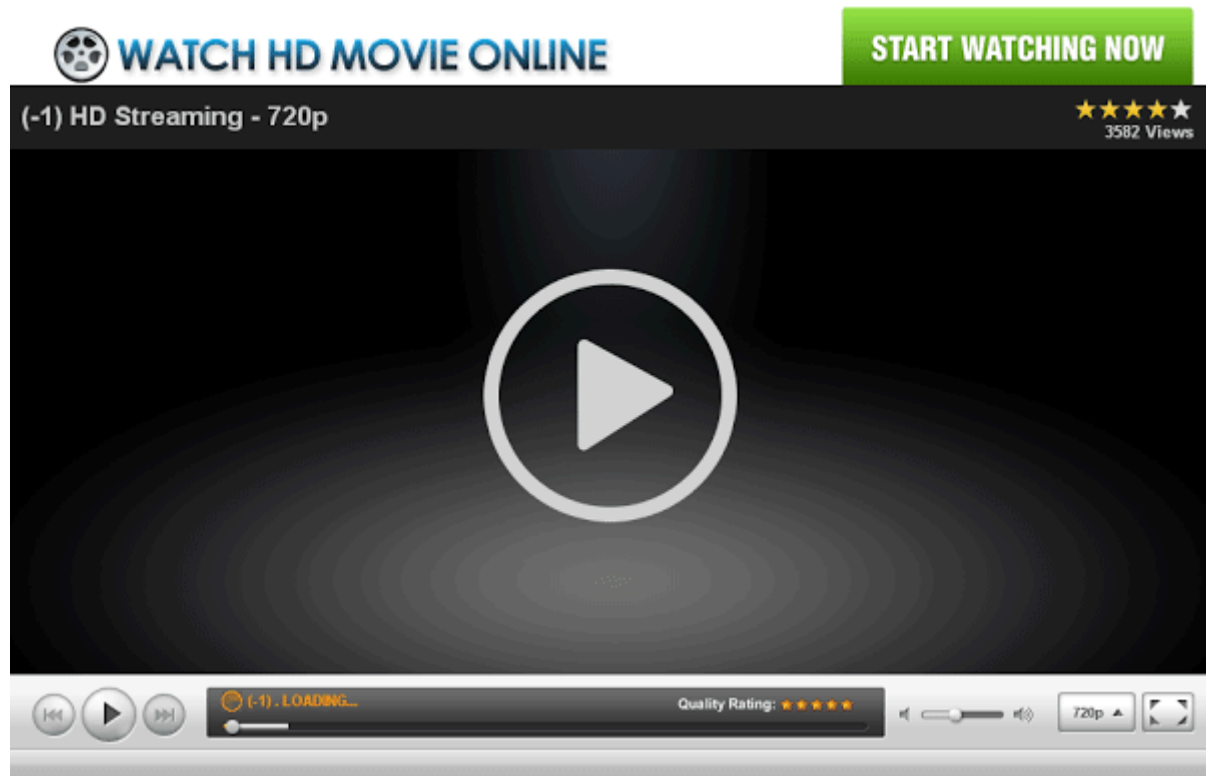 WATCH HD MOVIE ONLINE
START WATCHING NOW
(-1) HD Streaming - 720p
3582 Views
(-1) . LOADING...
Quality Rating:
720p